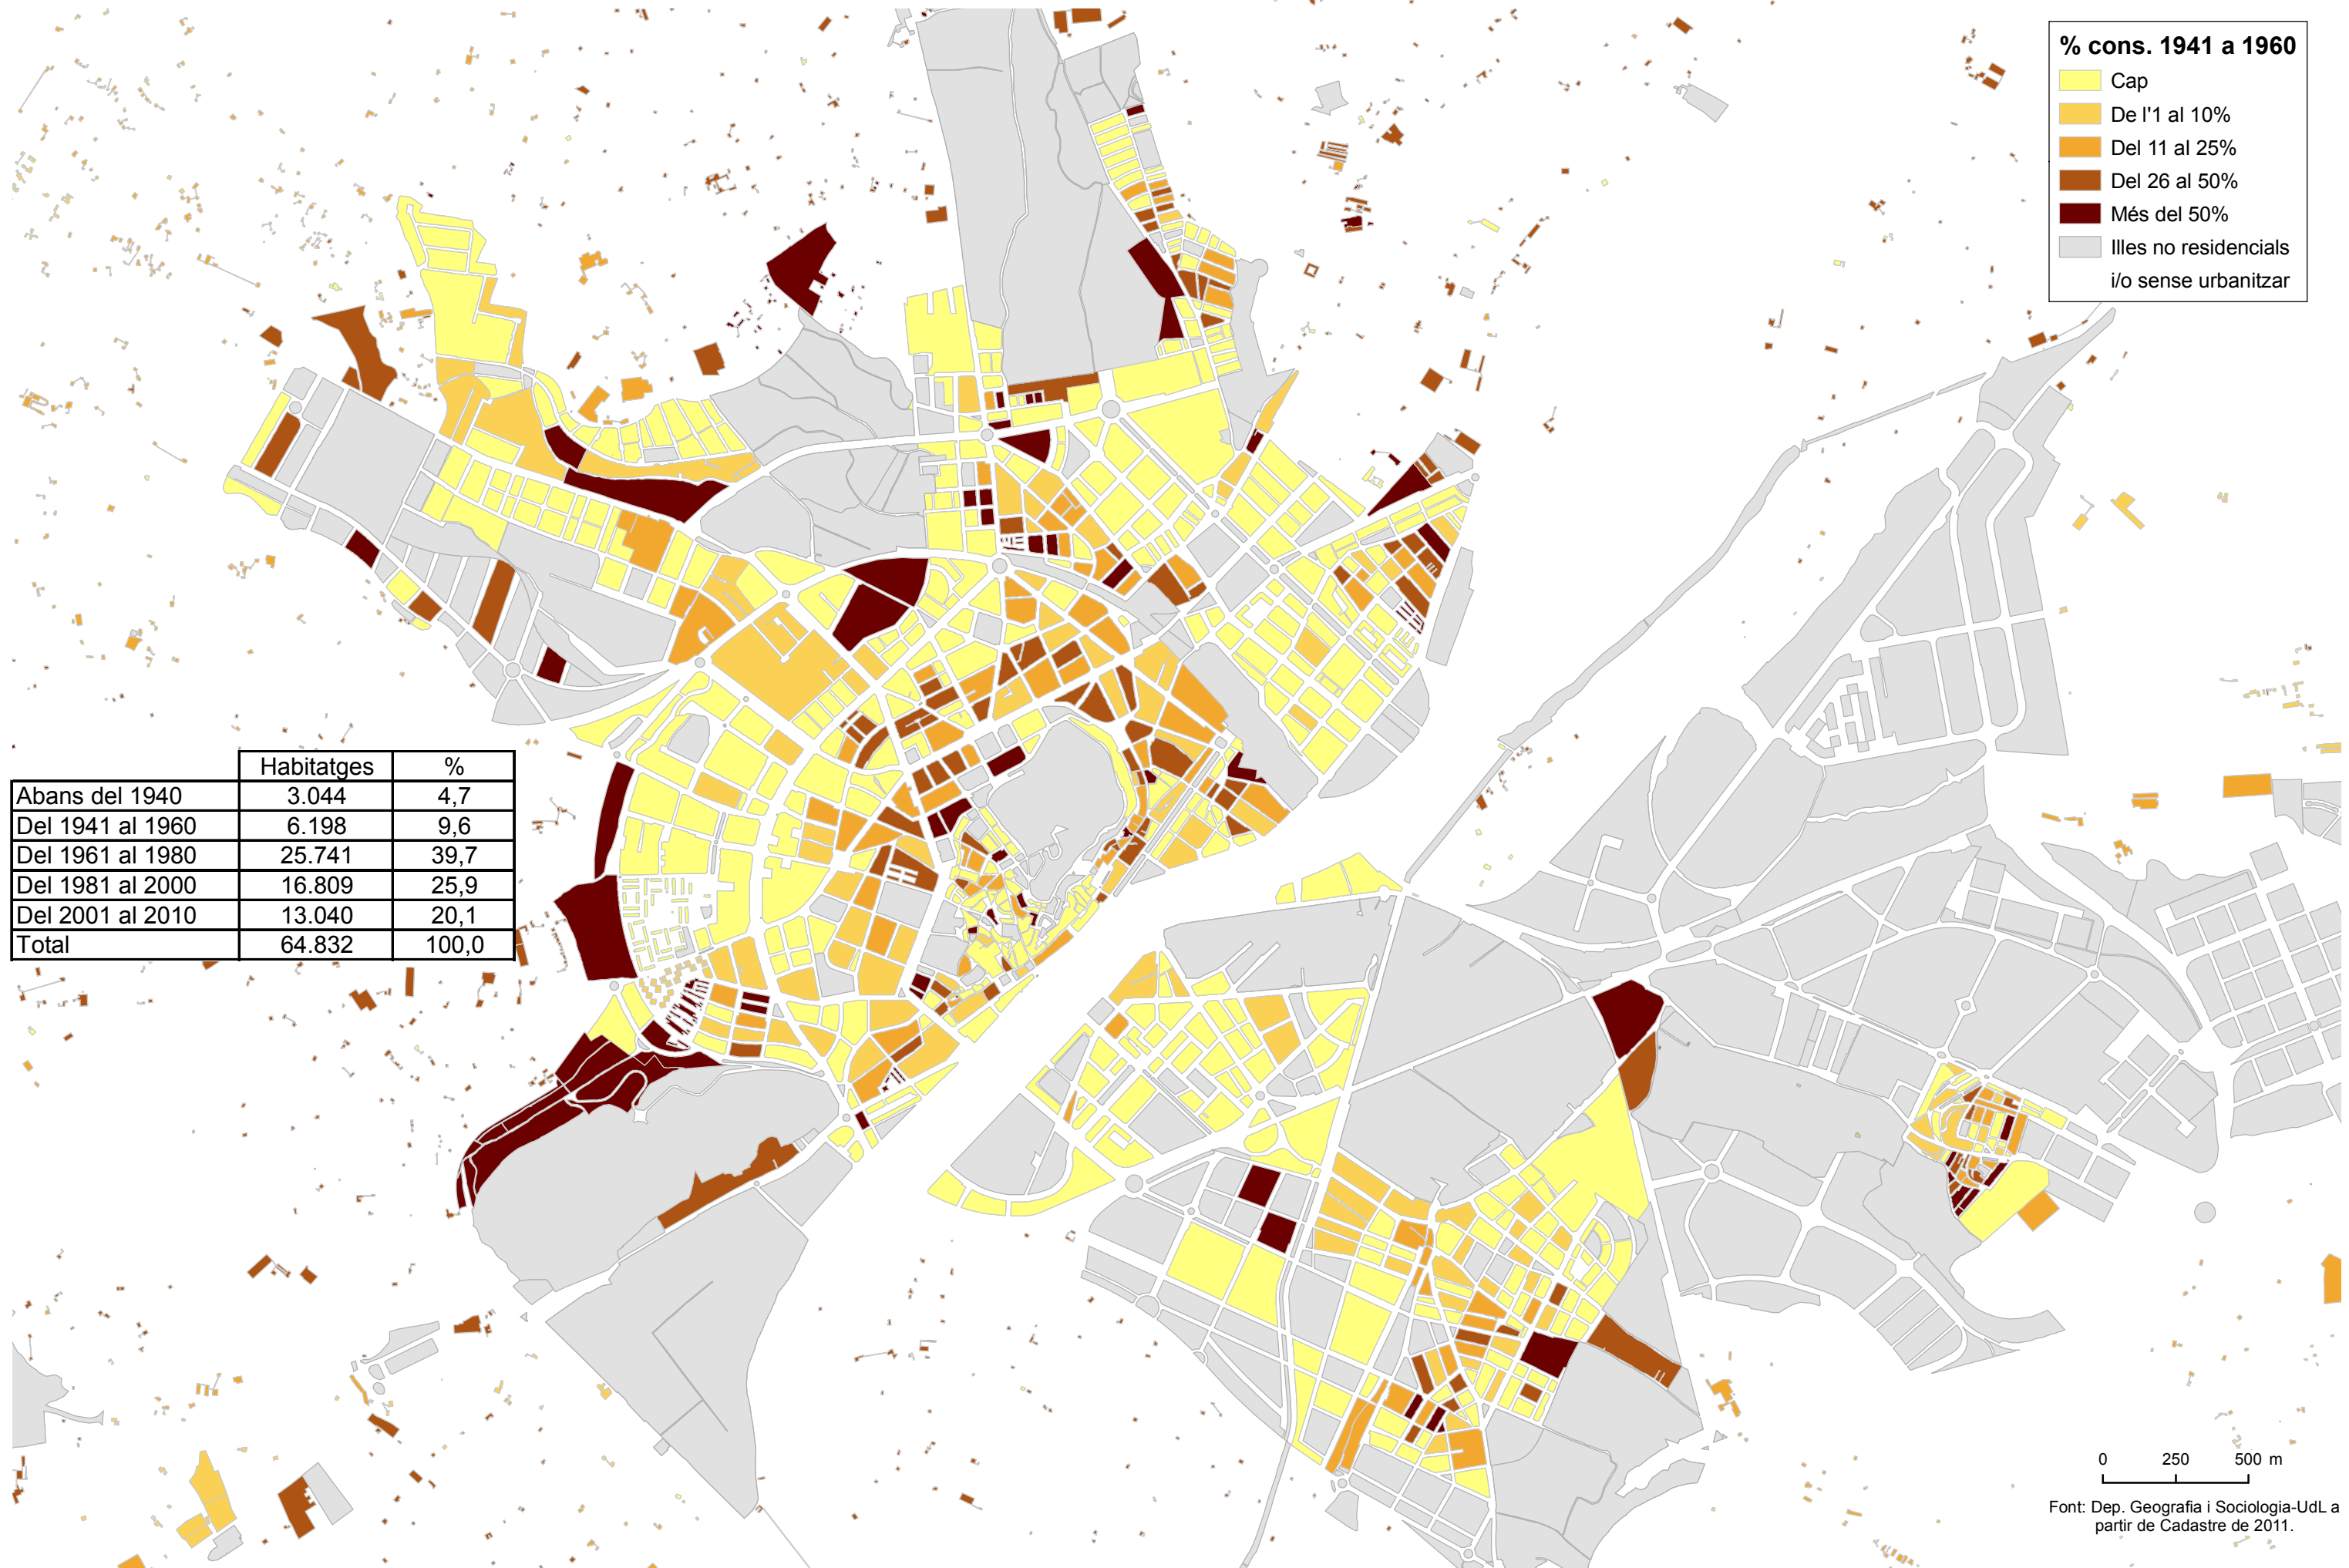 % cons. 1941 a 1960
Cap
De l'1 al 10%
Del 11 al 25%
Del 26 al 50%
Més del 50%
Illes no residencials
i/o sense urbanitzar
Habitatges %
Abans del 1940 3.044 4,7
Del 1941 al 1960 6.198 9,6
Del 1961 al 1980 25.741 39,7
Del 1981 al 2000 16.809 25,9
Del 2001 al 2010 13.040 20,1
Total 64.832 100,0
0 250 500 m
Font: Dep. Geografia i Sociologia-UdL a
partir de Cadastre de 2011.